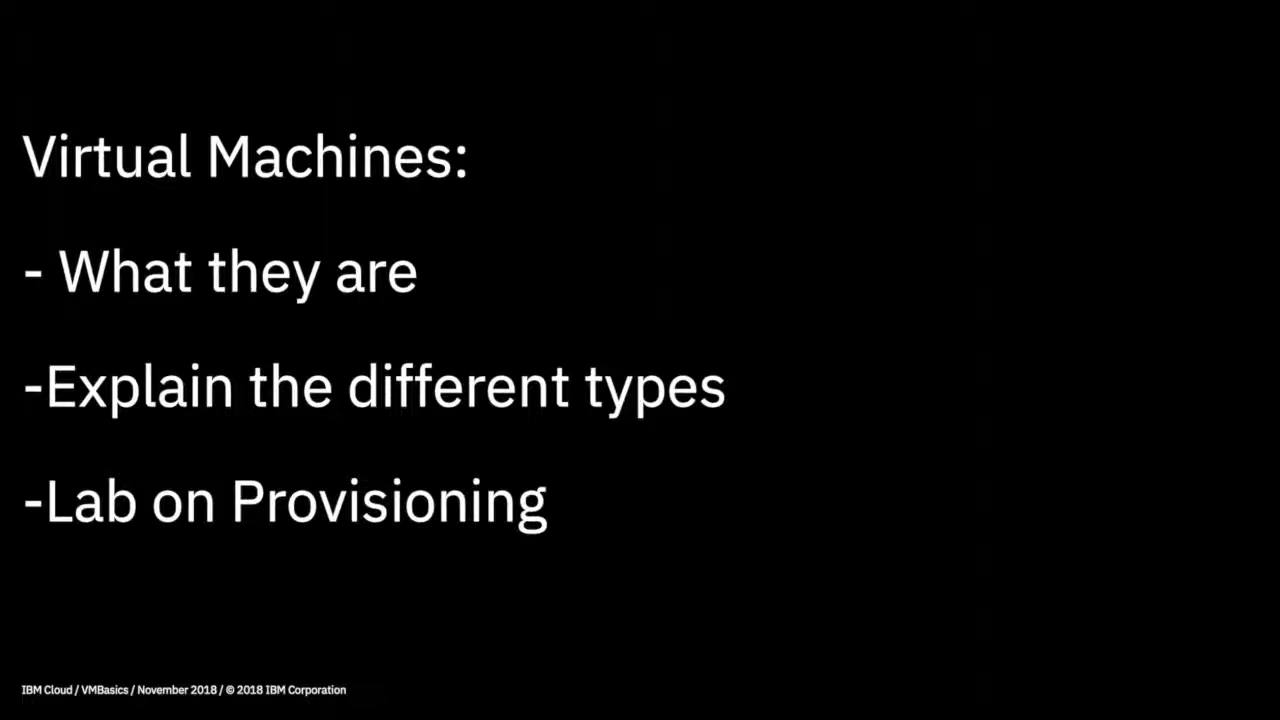 Virtual Machines:
- What they are
-Explain the different types
-Lab on Provisioning
IBM Cloud / VMBasics / November 2018 / © 2018 IBM Corporation